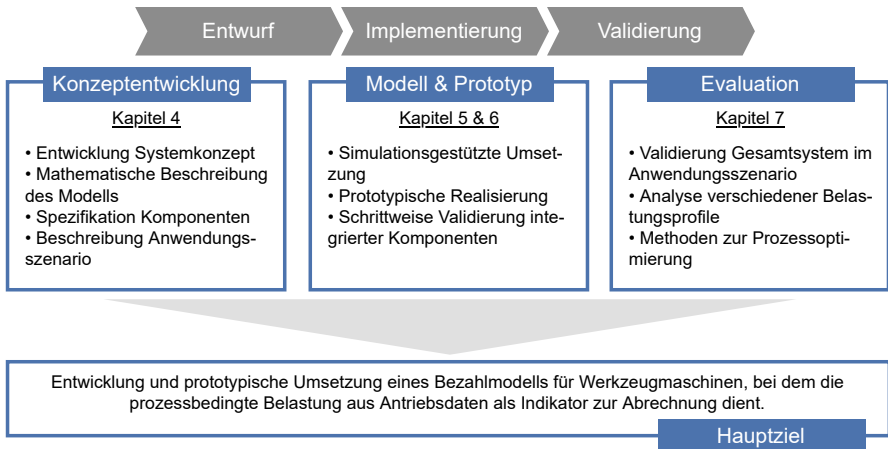 Entwurf
Implementierung
Validierung
Konzeptentwicklung
Kapitel 4
• Entwicklung Systemkonzept
• Mathematische Beschreibung
des Modells
• Spezifikation Komponenten
• Beschreibung Anwendungs-
szenario
Modell & Prototyp
Kapitel 5 & 6
• Simulationsgestützte Umset-
zung
• Prototypische Realisierung
• Schrittweise Validierung inte-
grierter Komponenten
Evaluation
Kapitel 7
• Validierung Gesamtsystem im
Anwendungsszenario
• Analyse verschiedener Belas-
tungsprofile
• Methoden zur Prozessopti-
mierung
Entwicklung und prototypische Umsetzung eines Bezahlmodells für Werkzeugmaschinen, bei dem die
prozessbedingte Belastung aus Antriebsdaten als Indikator zur Abrechnung dient.
Hauptziel